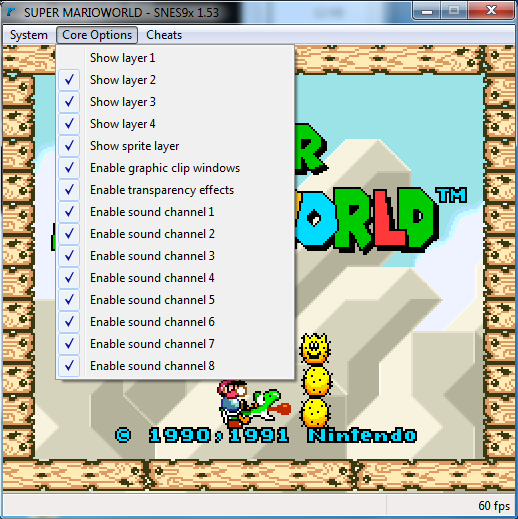 SUPER MARIOWORLD - SNES9x 1.53
System Core Options Cheats
Show layer 1
Show layer 2
Show layer 3
Show layer 4
Show sprite layer
Enable graphic clip windows
Enable transparency effects
Enable sound channel 1
Enable sound channel 2
Enable sound channel 3
Enable sound channel 4
Enable sound channel 5
Enable sound channel 6
Enable sound channel 7
Enable sound channel 8
ER
WORLD™
© 1990,1991 Nintendo
60 fps